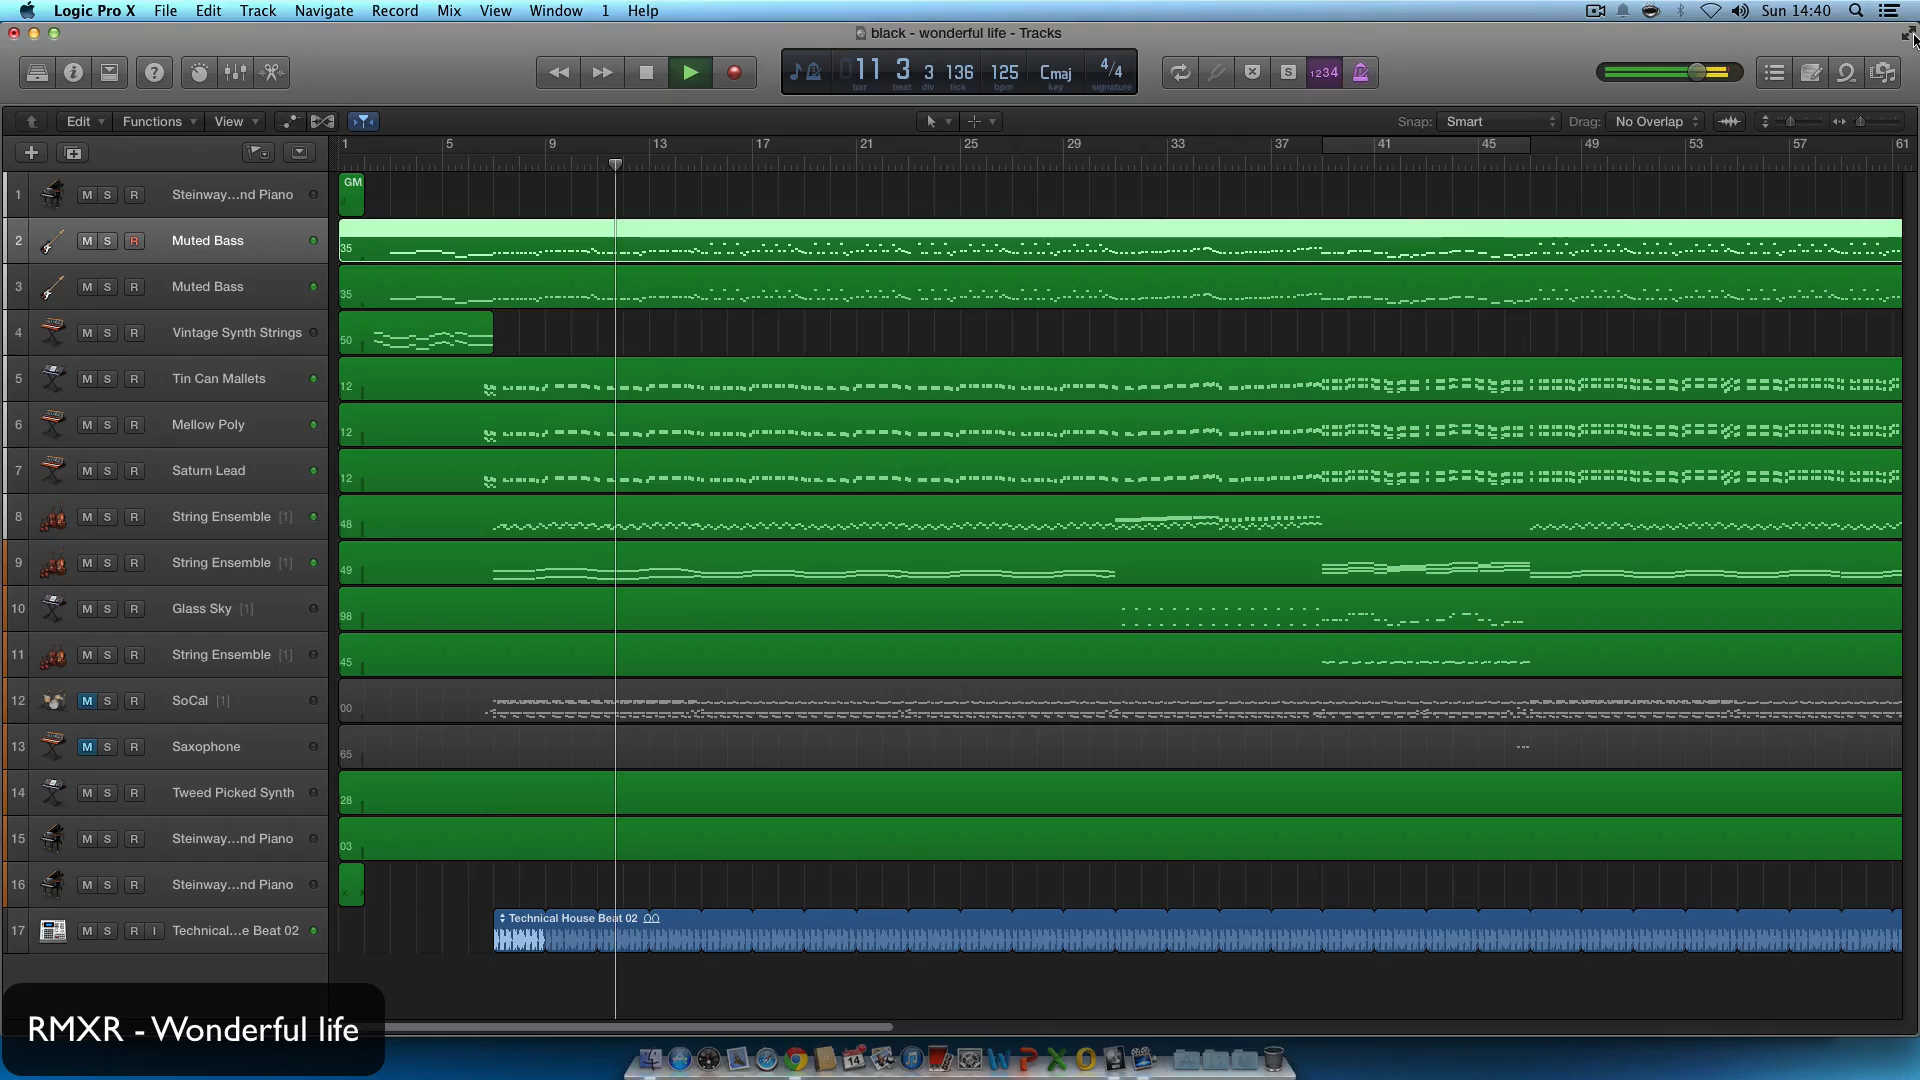 Logic Pro X File Edit Track Navigate Record Mix View Window 1 Help Sun 14:40
black - wonderful life - Tracks
11 3 3 136 125 Cmaj 4/4 1234
bar beat div tick bpm key signature
Edit Functions View Snap: Smart Drag: No Overlap
1 5 9 13 17 21 25 29 33 37 41 45 49 53 57 61
1 M S R Steinway...nd Piano GM
2 M S R Muted Bass 35
3 M S R Muted Bass 35
4 M S R Vintage Synth Strings 50
5 M S R Tin Can Mallets 12
6 M S R Mellow Poly 12
7 M S R Saturn Lead 12
8 M S R String Ensemble [1] 48
9 M S R String Ensemble [1] 49
10 M S R Glass Sky [1] 98
11 M S R String Ensemble [1] 45
12 M S R SoCal [1] 00
13 M S R Saxophone 65
14 M S R Tweed Picked Synth 28
15 M S R Steinway...nd Piano 03
16 M S R Steinway...nd Piano
Technical House Beat 02
17 M S R I Technical...e Beat 02
RMXR - Wonderful life